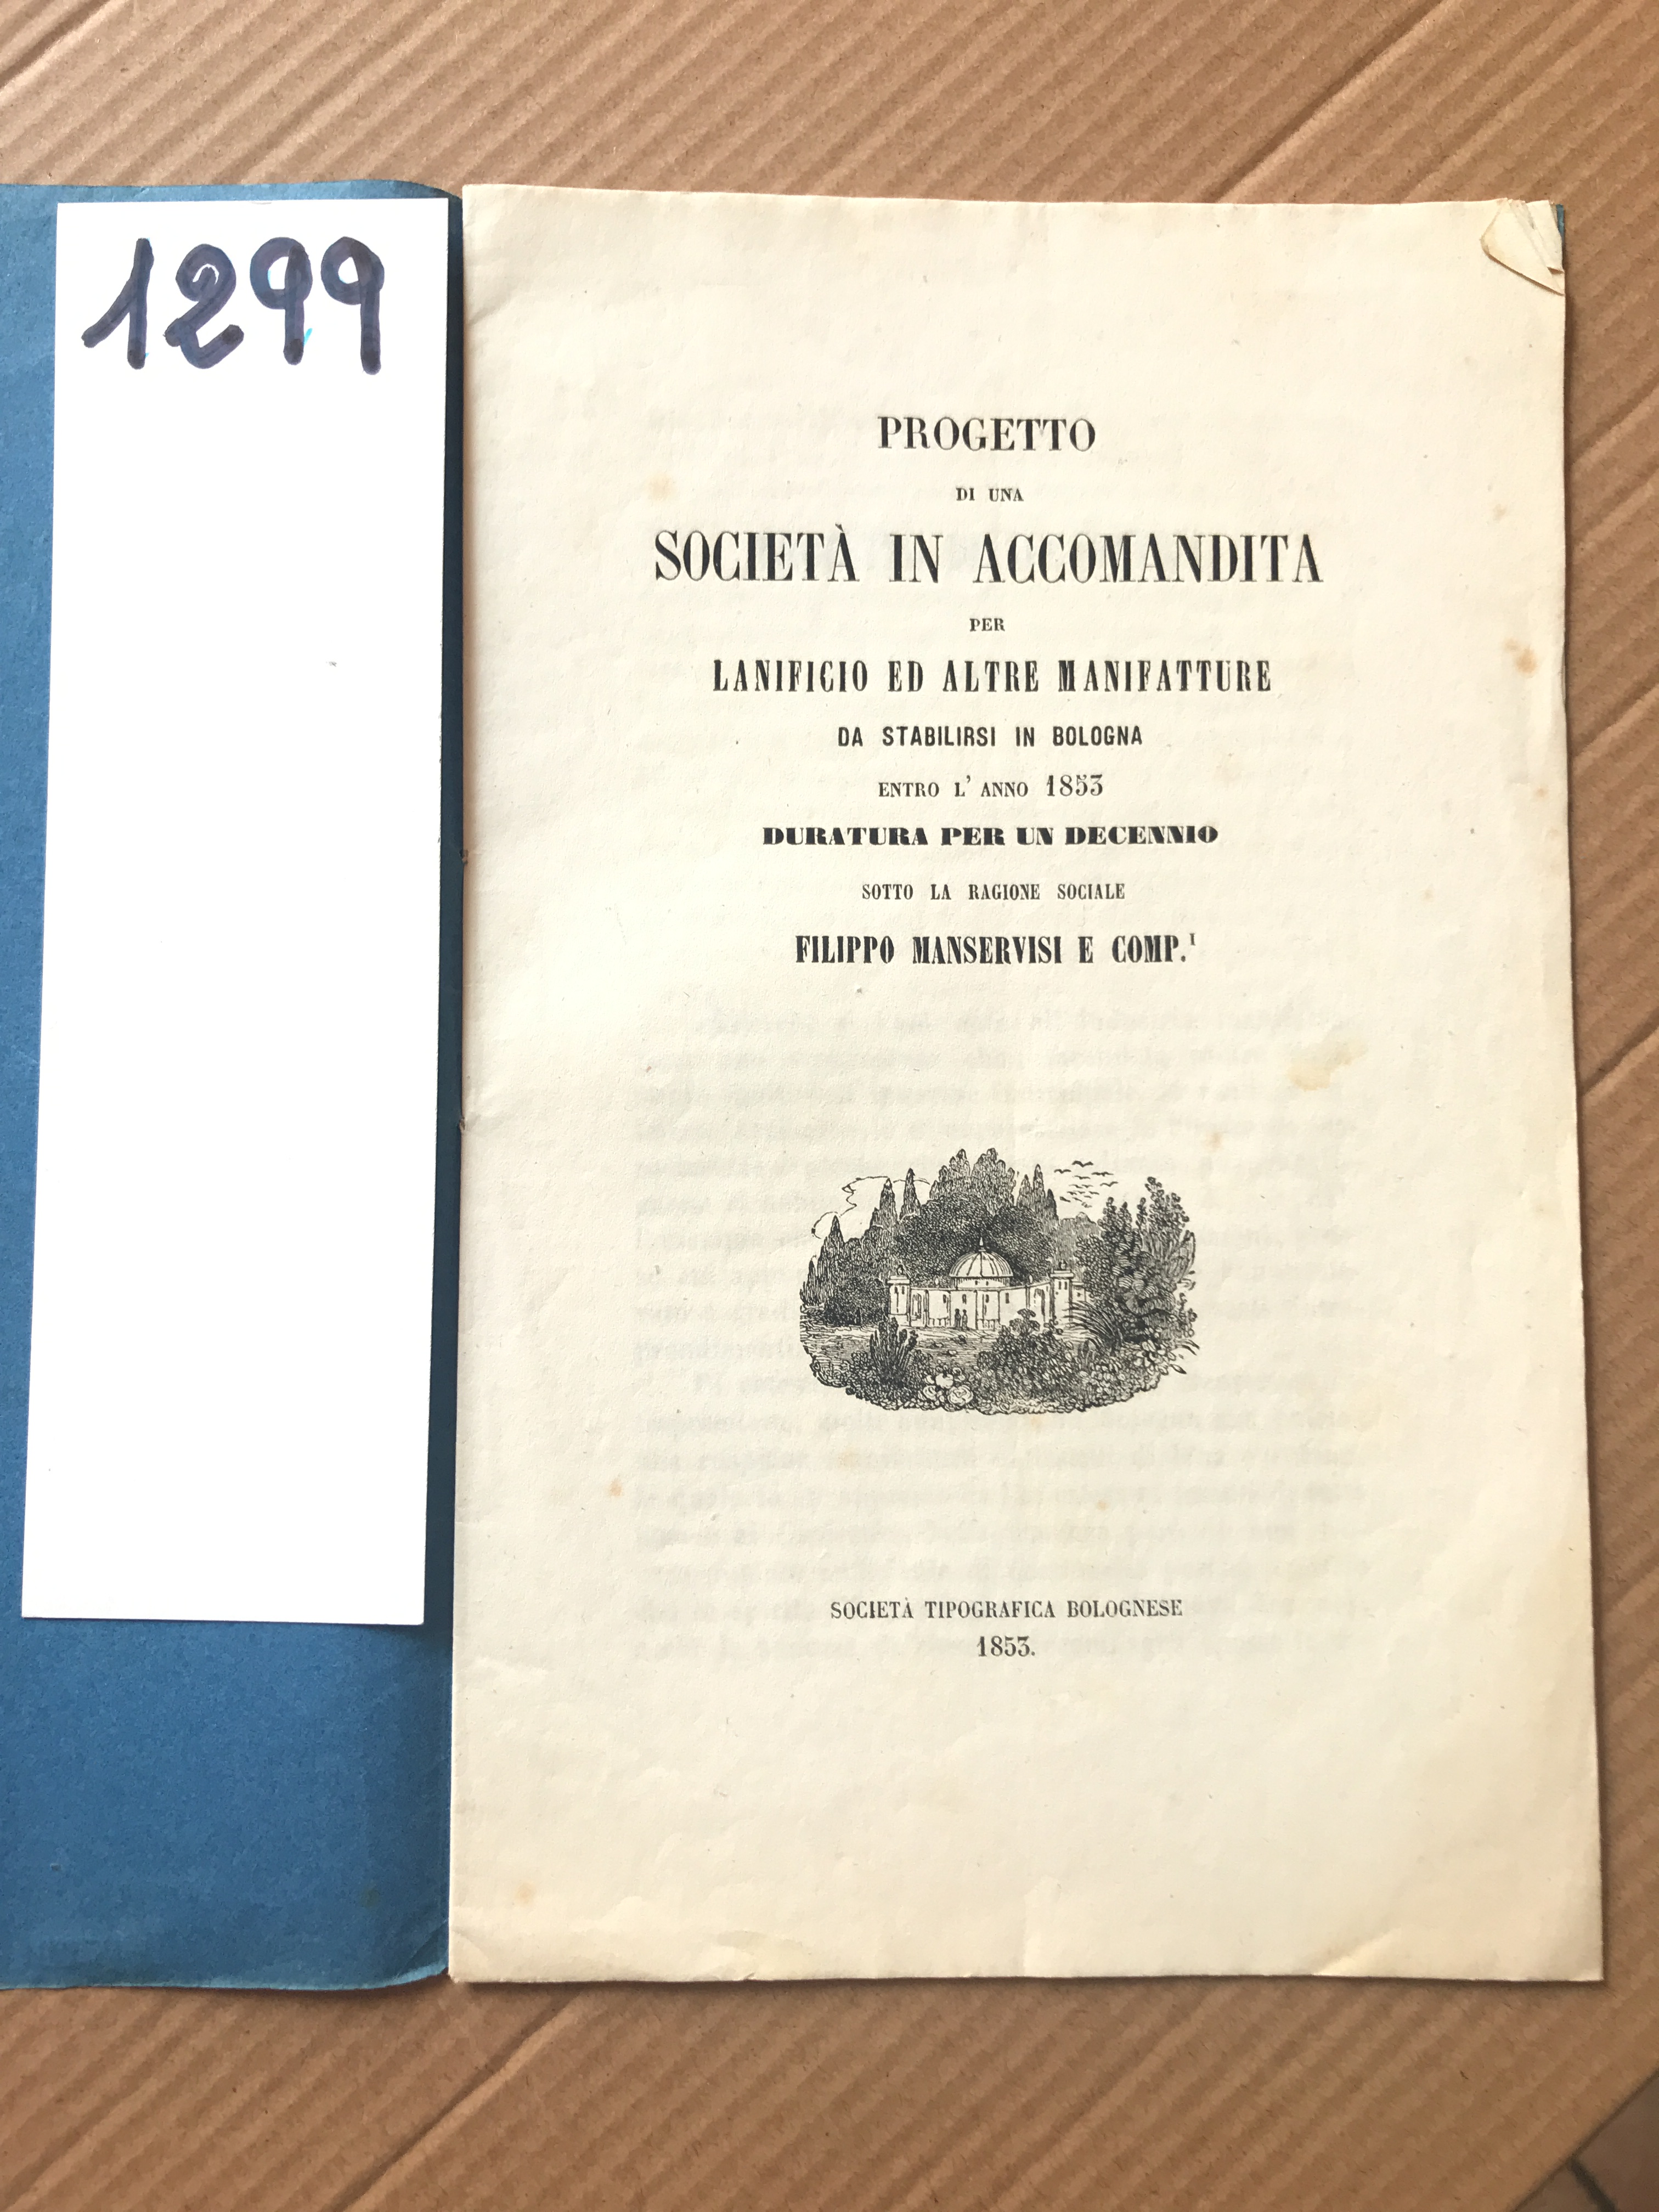 1299
PROGETTO
DI UNA
SOCIETÀ IN ACCOMANDITA
PER
LANIFICIO ED ALTRE MANIFATTURE
DA STABILIRSI IN BOLOGNA
ENTRO L' ANNO 1853
DURATURA PER UN DECENNIO
SOTTO LA RAGIONE SOCIALE
FILIPPO MANSERVISI E COMP.I
SOCIETÀ TIPOGRAFICA BOLOGNESE
1853.